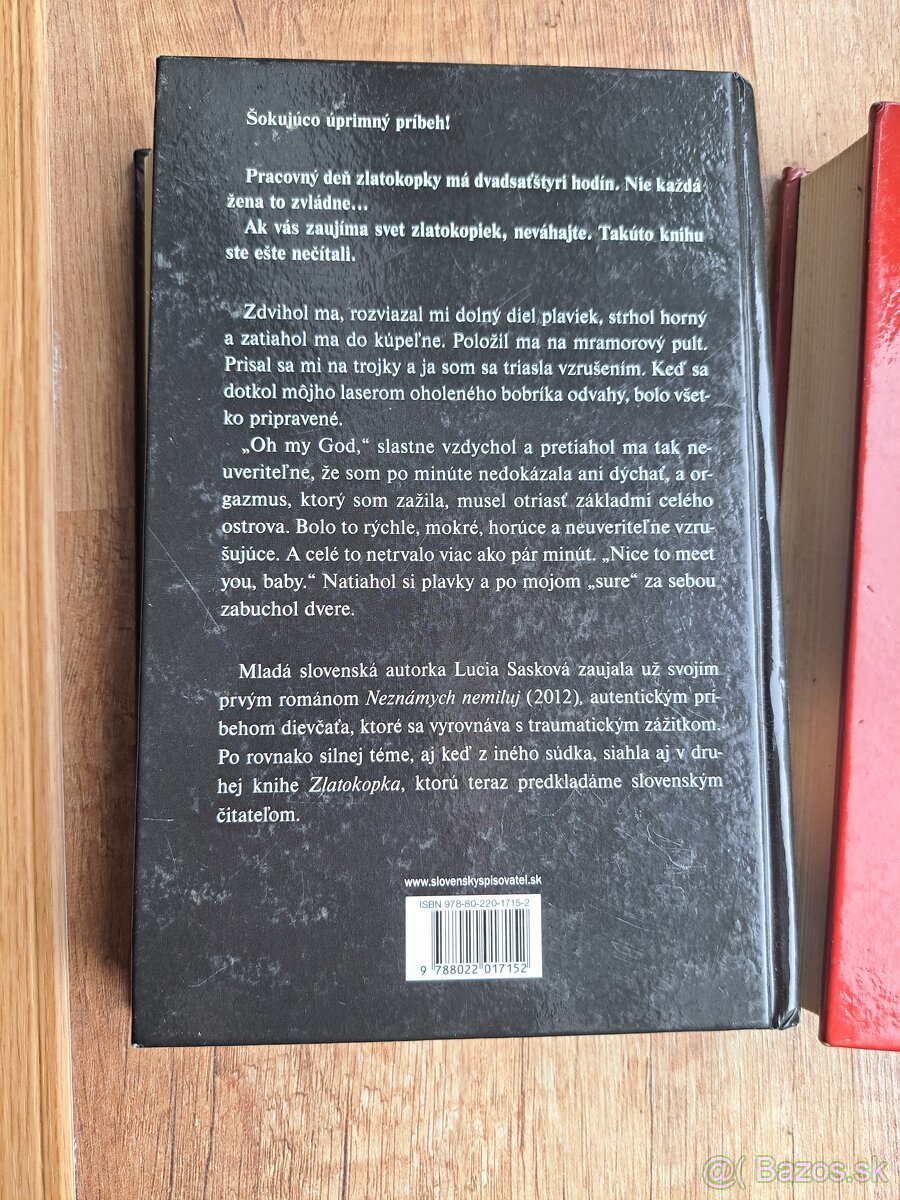 Šokujúco úprimný príbeh!
Pracovný deň zlatokopky má dvadsaťštyri hodín. Nie každá
žena to zvládne...
Ak vás zaujíma svet zlatokopiek, neváhajte. Takúto knihu
ste ešte nečítali.
Zdvihol ma, rozviazal mi dolný diel plaviek, strhol horný
a zatiahol ma do kúpeľne. Položil ma na mramorový pult.
Prisal sa mi na trojky a ja som sa triasla vzrušením. Keď sa
dotkol môjho laserom oholeného bobríka odvahy, bolo všet-
ko pripravené.
„Oh my God,“ slastne vzdychol a pretiahol ma tak ne-
uveriteľne, že som po minúte nedokázala ani dýchať, a or-
gazmus, ktorý som zažila, musel otriasť základmi celého
ostrova. Bolo to rýchle, mokré, horúce a neuveriteľne vzru-
šujúce. A celé to netrvalo viac ako pár minút. „Nice to meet
you, baby.“ Natiahol si plavky a po mojom „sure“ za sebou
zabuchol dvere.
Mladá slovenská autorka Lucia Sasková zaujala už svojím
prvým románom Neznámych nemiluj (2012), autentickým prí-
behom dievčaťa, ktoré sa vyrovnáva s traumatickým zážitkom.
Po rovnako silnej téme, aj keď z iného súdka, siahla aj v dru-
hej knihe Zlatokopka, ktorú teraz predkladáme slovenským
čitateľom.
www.slovenskyspisovatel.sk
ISBN 978-80-220-1715-2
9 788022 017152
@( Bazos.sk